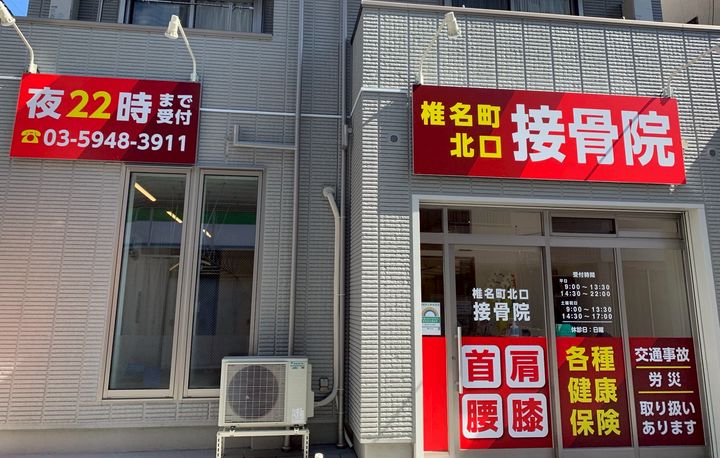 夜22時まで受付
☎03-5948-3911
椎名町北口 接骨院
椎名町北口
接骨院
受付時間
平日
9:00～13:30
14:30～22:00
土曜祝日
9:00～13:30
14:30～17:00
休診日：日曜
首 肩
腰 膝
各種
健康
保険
交通事故
労災
取り扱い
あります